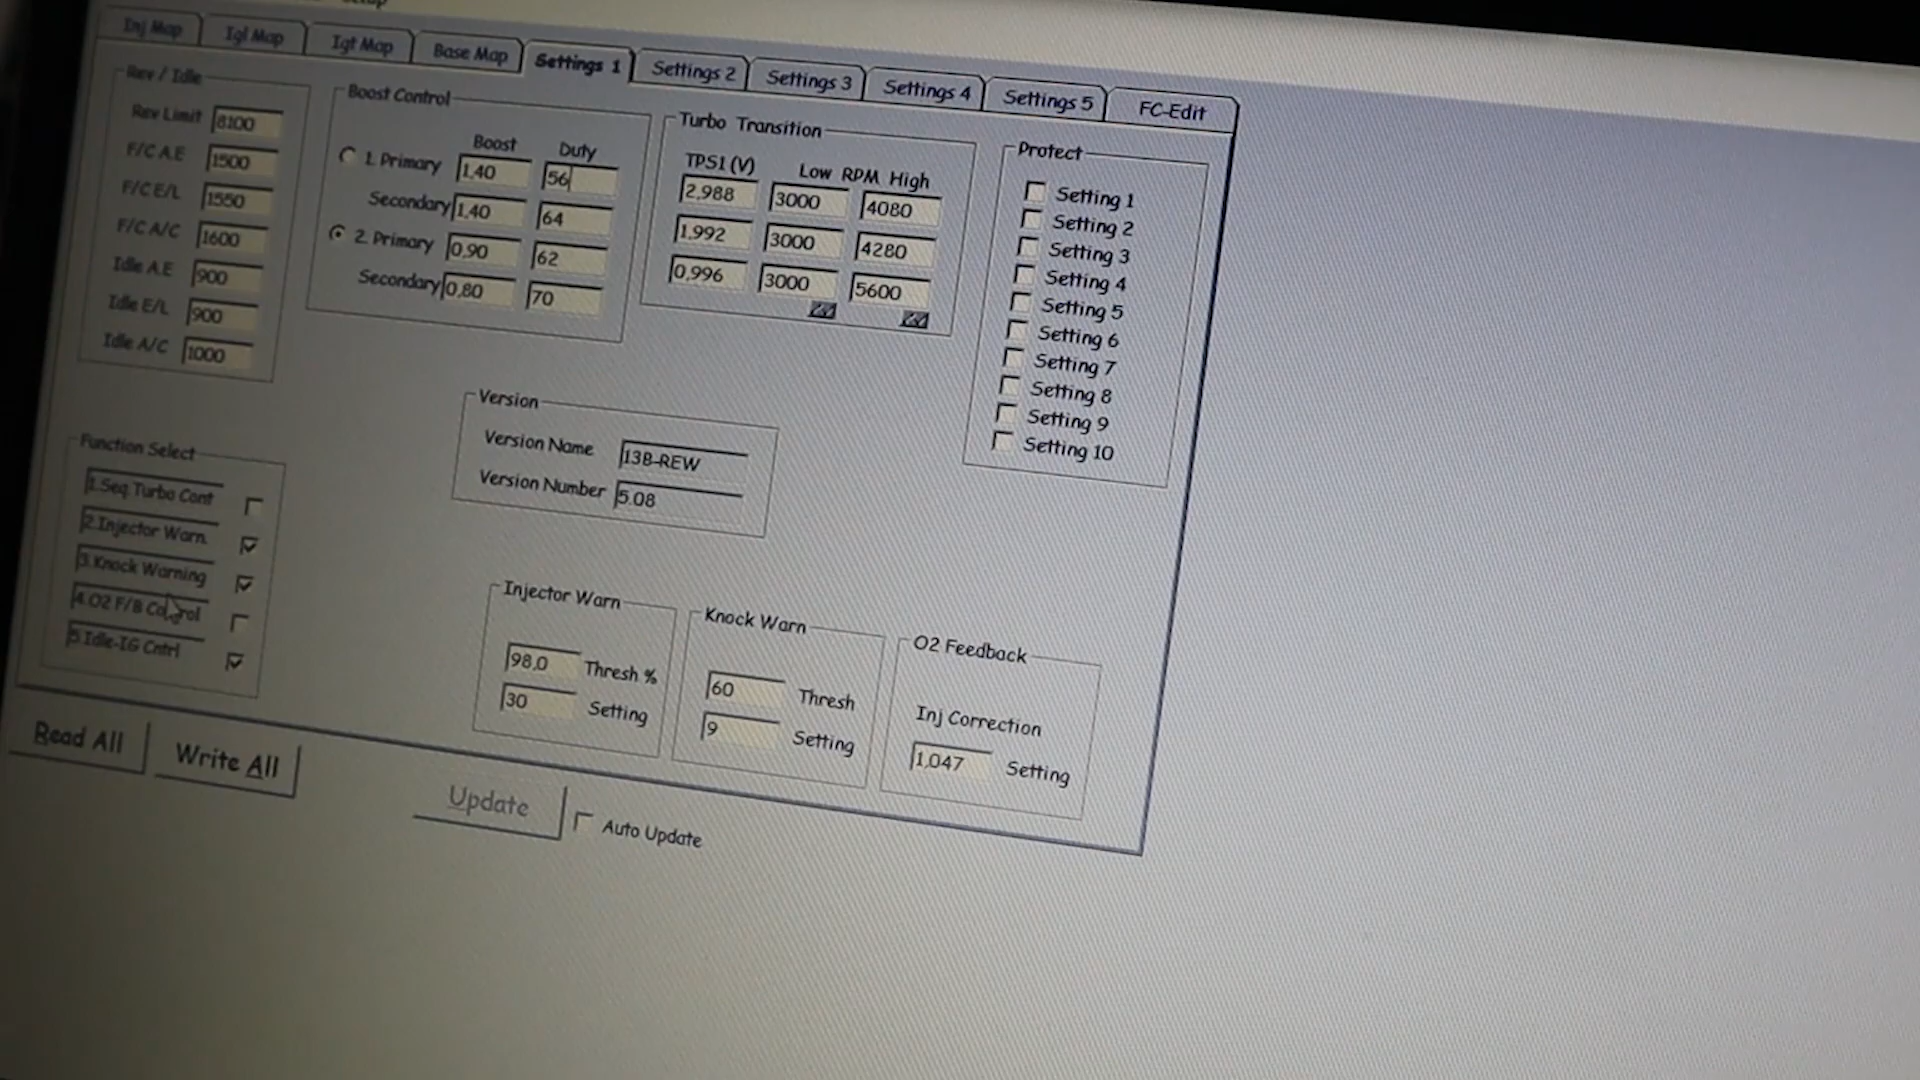 Inj Map Igl Map Igt Map Base Map Settings 1 Settings 2 Settings 3 Settings 4 Settings 5 FC-Edit
Rev / Idle
Rev Limit 8100
F/C A.E 1500
F/C E/L 1550
F/C A/C 1600
Idle A.E 900
Idle E/L 900
Idle A/C 1000
Boost Control
Boost Duty
1. Primary 1,40 56
Secondary 1,40 64
2. Primary 0,90 62
Secondary 0,80 70
Turbo Transition
TPS1 (V) Low RPM High
2,988 3000 4080
1,992 3000 4280
0,996 3000 5600
Protect
Setting 1
Setting 2
Setting 3
Setting 4
Setting 5
Setting 6
Setting 7
Setting 8
Setting 9
Setting 10
Version
Version Name 13B-REW
Version Number 5.08
Function Select
1.Seq Turbo Cont
2.Injector Warn.
3.Knock Warning
4.O2 F/B Control
5.Idle-IG Cntrl
Injector Warn
98,0 Thresh %
30 Setting
Knock Warn
60 Thresh
9 Setting
O2 Feedback
Inj Correction
1,047 Setting
Read All Write All
Update Auto Update